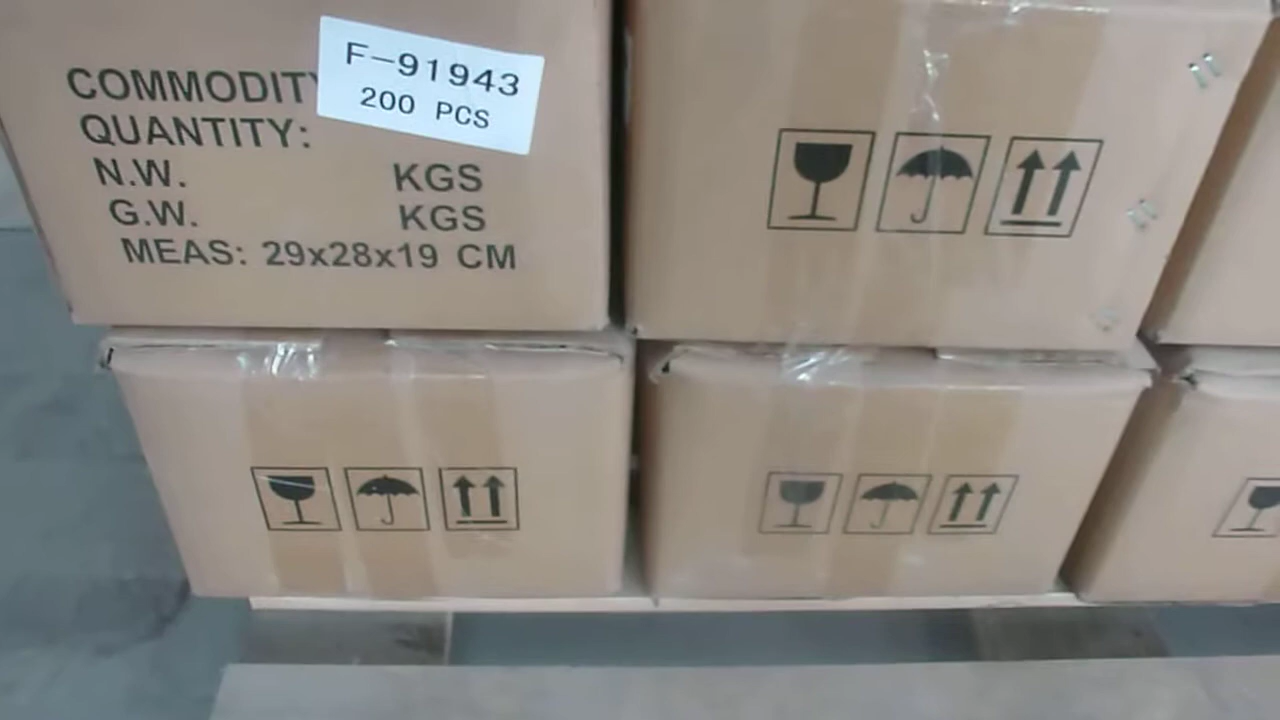 F-91943
200 PCS
COMMODITY
QUANTITY:
N.W. KGS
G.W. KGS
MEAS: 29x28x19 CM